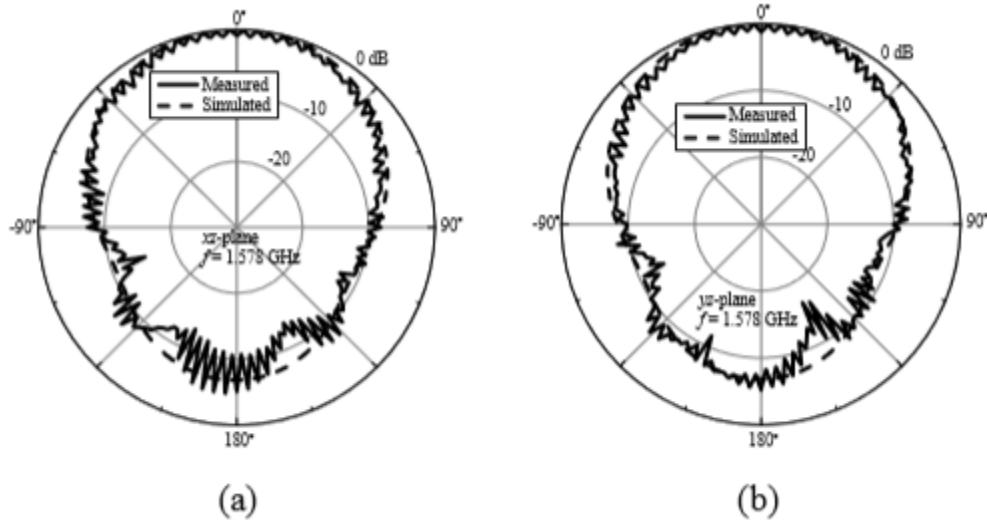 0°
0 dB
Measured
Simulated
-10
-20
-90°
90°
xz-plane
f = 1.578 GHz
180°
(a)
0°
0 dB
-10
Measured
Simulated
-20
-90°
90°
yz-plane
f = 1.578 GHz
180°
(b)